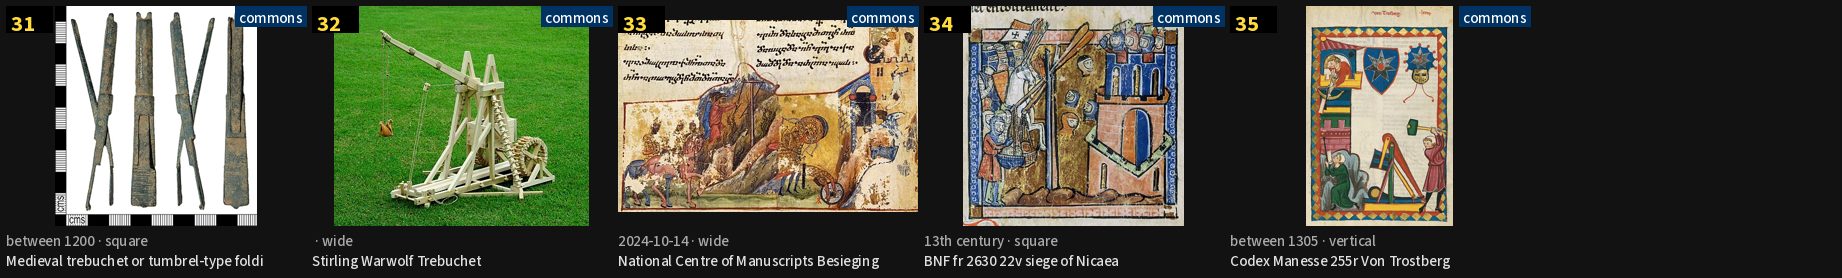 31
commons
cms
cms
between 1200 · square
Medieval trebuchet or tumbrel-type foldi
32
commons
· wide
Stirling Warwolf Trebuchet
33
commons
2024-10-14 · wide
National Centre of Manuscripts Besieging
34
commons
13th century · square
BNF fr 2630 22v siege of Nicaea
35
commons
between 1305 · vertical
Codex Manesse 255r Von Trostberg